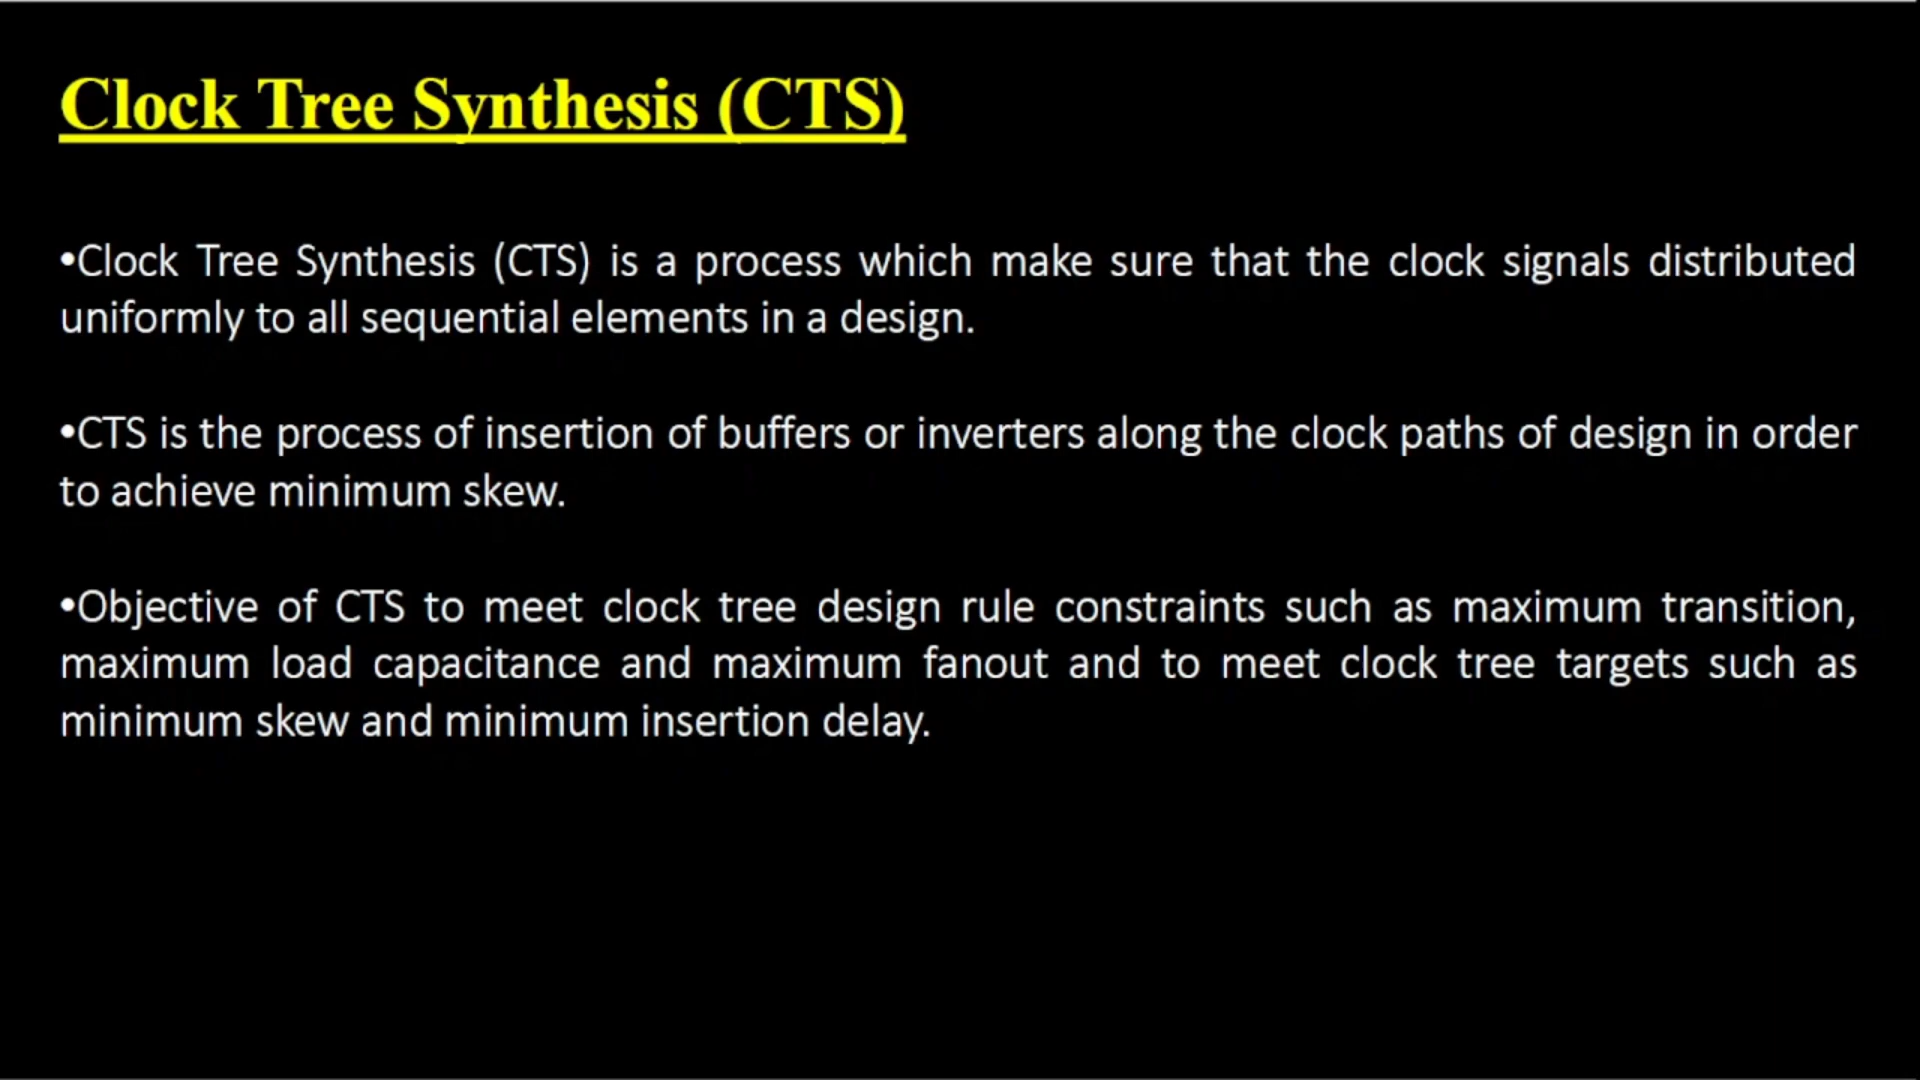 Clock Tree Synthesis (CTS)
•Clock Tree Synthesis (CTS) is a process which make sure that the clock signals distributed
uniformly to all sequential elements in a design.
•CTS is the process of insertion of buffers or inverters along the clock paths of design in order
to achieve minimum skew.
•Objective of CTS to meet clock tree design rule constraints such as maximum transition,
maximum load capacitance and maximum fanout and to meet clock tree targets such as
minimum skew and minimum insertion delay.